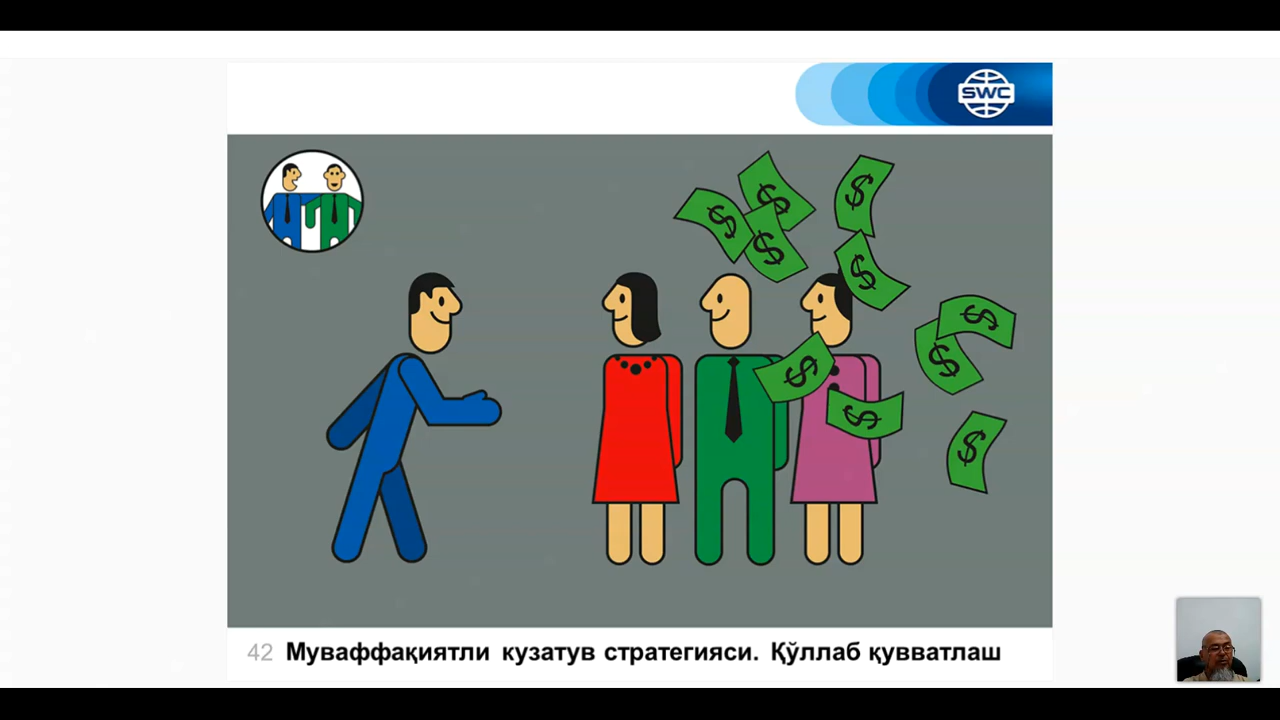 SWC
$ $ $ $ $ $ $ $ $ $
42 Муваффақиятли кузатув стратегияси. Қўллаб қувватлаш